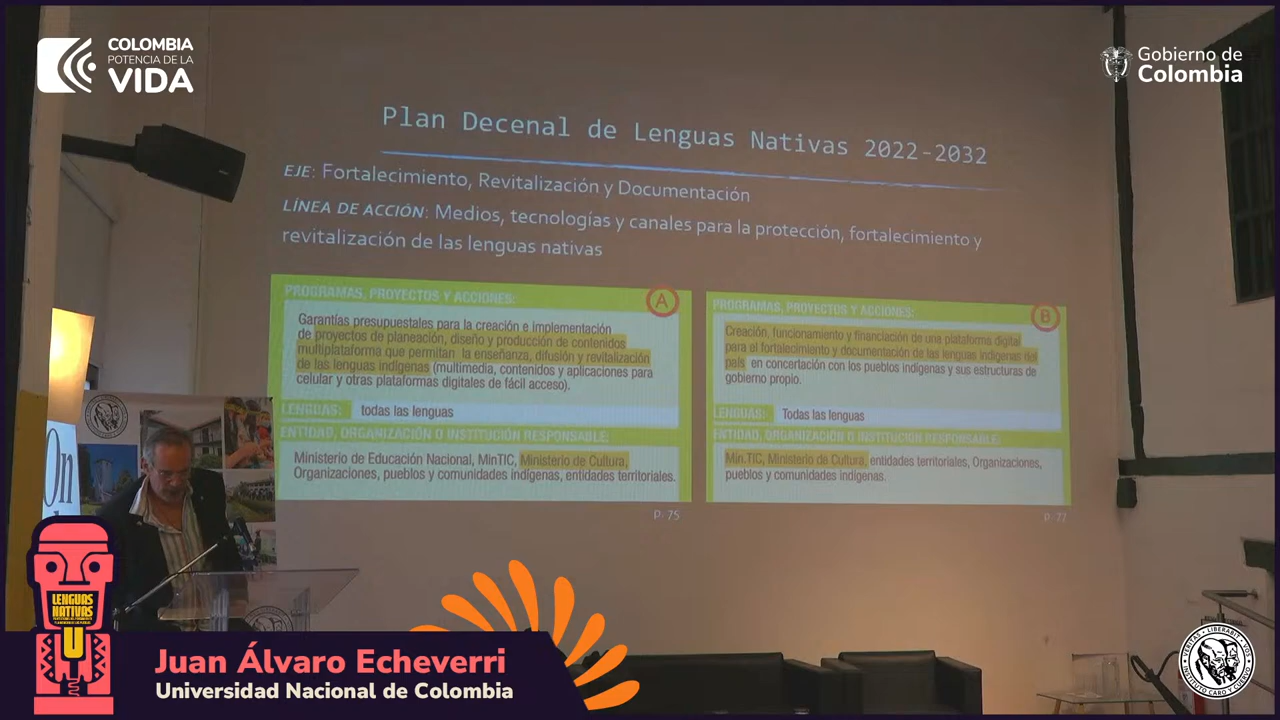 COLOMBIA
POTENCIA DE LA
VIDA
Gobierno de
Colombia
Plan Decenal de Lenguas Nativas 2022-2032
EJE: Fortalecimiento, Revitalización y Documentación
LÍNEA DE ACCIÓN: Medios, tecnologías y canales para la protección, fortalecimiento y
revitalización de las lenguas nativas
PROGRAMAS, PROYECTOS Y ACCIONES:
A
Garantías presupuestales para la creación e implementación
de proyectos de planeación, diseño y producción de contenidos
multiplataforma que permitan la enseñanza, difusión y revitalización
de las lenguas indígenas (multimedia, contenidos y aplicaciones para
celular y otras plataformas digitales de fácil acceso).
LENGUAS: todas las lenguas
ENTIDAD, ORGANIZACIÓN O INSTITUCIÓN RESPONSABLE:
Ministerio de Educación Nacional, MinTIC, Ministerio de Cultura,
Organizaciones, pueblos y comunidades indígenas, entidades territoriales.
P. 75
PROGRAMAS, PROYECTOS Y ACCIONES:
B
Creación, funcionamiento y financiación de una plataforma digital
para el fortalecimiento y documentación de las lenguas indígenas del
país en concertación con los pueblos indígenas y sus estructuras de
gobierno propio.
LENGUAS: Todas las lenguas
ENTIDAD, ORGANIZACIÓN O INSTITUCIÓN RESPONSABLE:
Min.TIC, Ministerio de Cultura, entidades territoriales, Organizaciones,
pueblos y comunidades indígenas.
P. 77
LENGUAS
NATIVAS
Juan Álvaro Echeverri
Universidad Nacional de Colombia
VERITAS LIBERABIT VOS
INSTITUTO CARO Y CUERVO